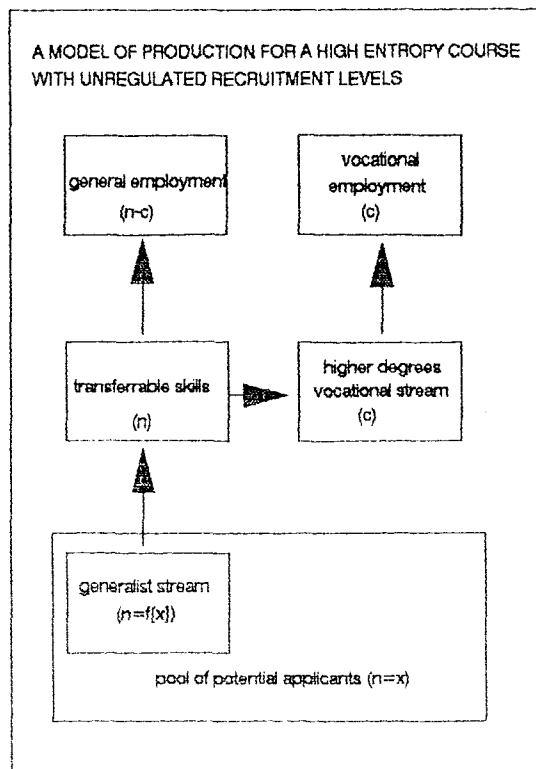 A MODEL OF PRODUCTION FOR A HIGH ENTROPY COURSE
WITH UNREGULATED RECRUITMENT LEVELS
general employment
(n-c)
vocational
employment
(c)
transferrable skills
(n)
higher degrees
vocational stream
(c)
generalist stream
(n=f{x})
pool of potential applicants (n=x)